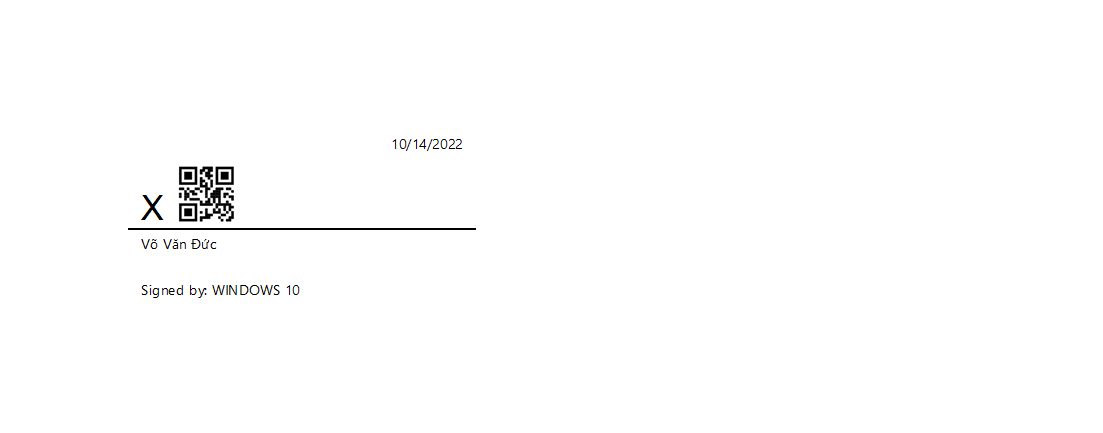 10/14/2022
X
Võ Văn Đức
Signed by: WINDOWS 10